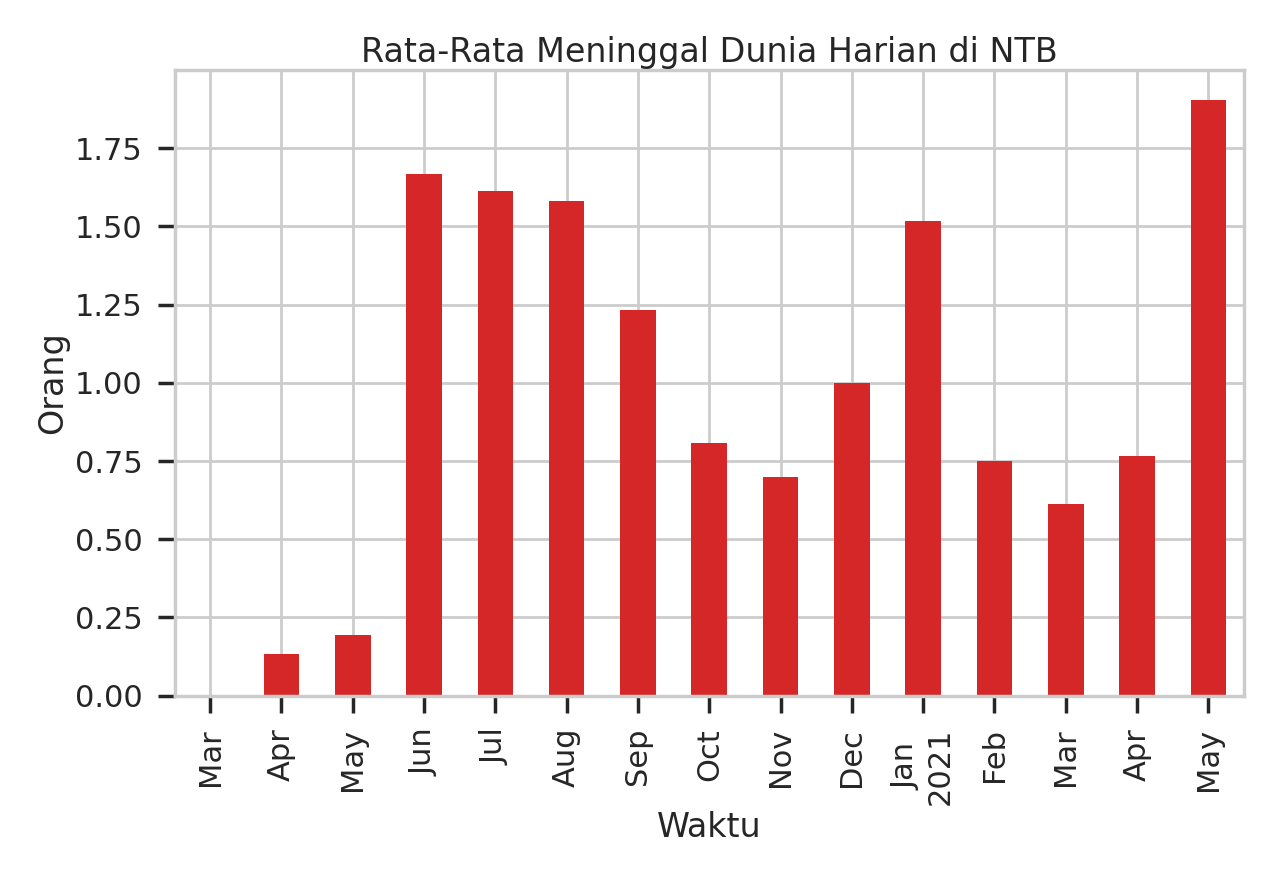 Rata-Rata Meninggal Dunia Harian di NTB
1.75
1.50
1.25
1.00
0.75
0.50
0.25
0.00
Orang
Mar
Apr
May
Jun
Jul
Aug
Sep
Oct
Nov
Dec
Jan
2021
Feb
Mar
Apr
May
Waktu